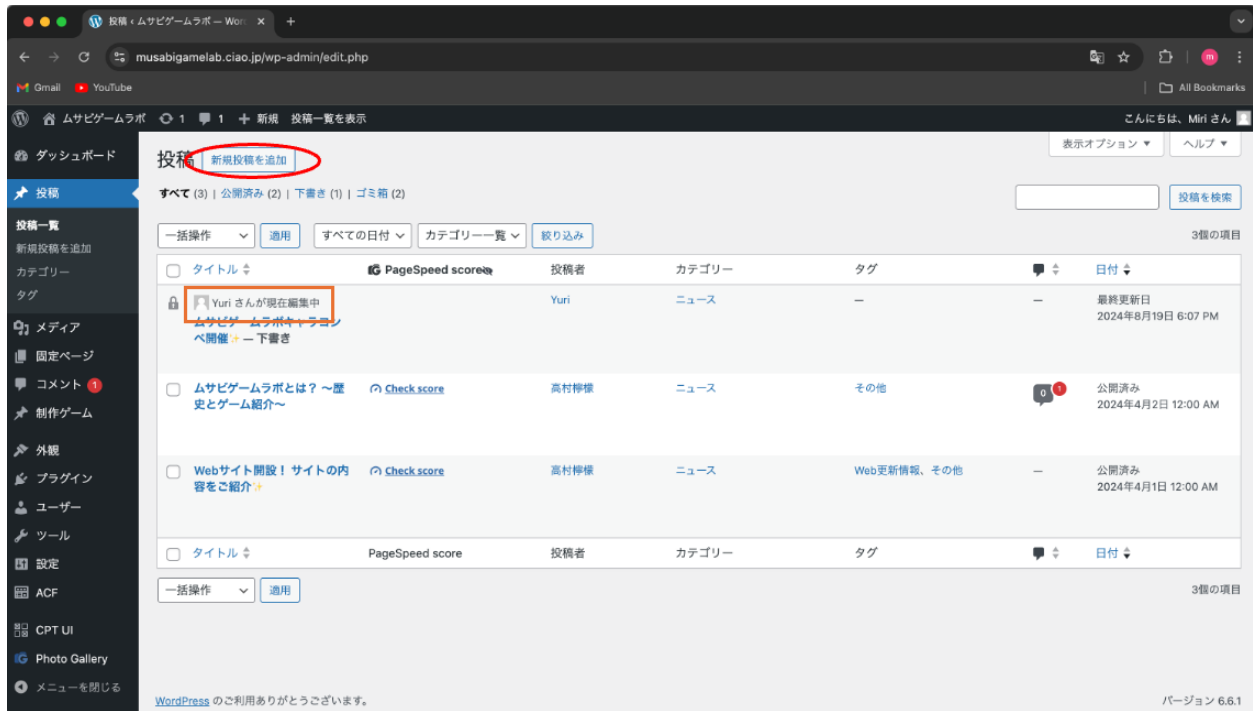 投稿 ‹ ムサビゲームラボ — Wor
musabigamelab.ciao.jp/wp-admin/edit.php
m
Gmail YouTube All Bookmarks
ムサビゲームラボ 1 1 新規 投稿一覧を表示 こんにちは、Miri さん
ダッシュボード
投稿
投稿一覧
新規投稿を追加
カテゴリー
タグ
メディア
固定ページ
コメント 1
制作ゲーム
外観
プラグイン
ユーザー
ツール
設定
ACF
CPT UI
Photo Gallery
メニューを閉じる
表示オプション ▼ ヘルプ ▼
投稿 新規投稿を追加
すべて (3) | 公開済み (2) | 下書き (1) | ゴミ箱 (2)
投稿を検索
一括操作 適用 すべての日付 カテゴリー一覧 絞り込み 3個の項目
タイトル PageSpeed score 投稿者 カテゴリー タグ 日付
Yuri さんが現在編集中 Yuri ニュース — — 最終更新日
ムサビゲームラボキャラコン 2024年8月19日 6:07 PM
ペ開催✨ — 下書き
ムサビゲームラボとは? 〜歴 Check score 高村檸檬 ニュース その他 0 1 公開済み
史とゲーム紹介〜 2024年4月2日 12:00 AM
Webサイト開設! サイトの内 Check score 高村檸檬 ニュース Web更新情報、その他 — 公開済み
容をご紹介✨ 2024年4月1日 12:00 AM
タイトル PageSpeed score 投稿者 カテゴリー タグ 日付
一括操作 適用 3個の項目
WordPress のご利用ありがとうございます。 バージョン 6.6.1